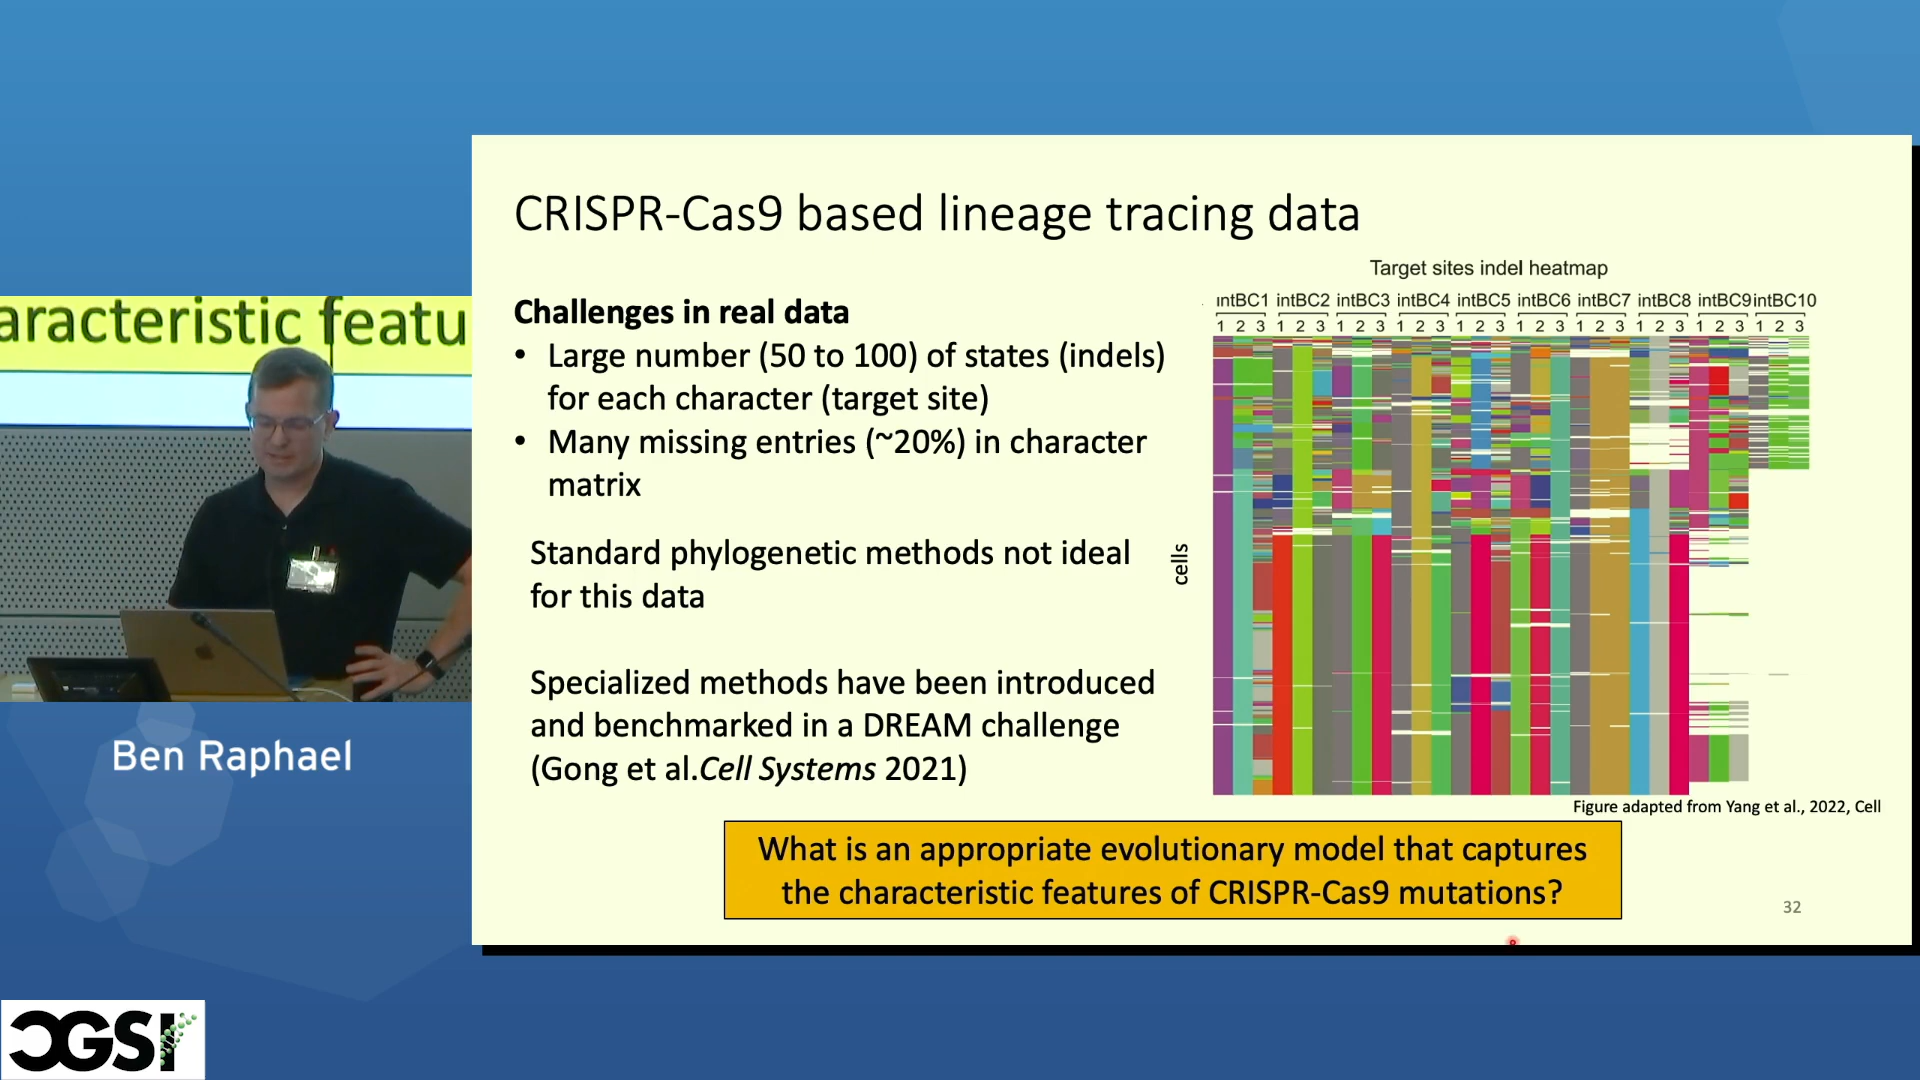 CRISPR-Cas9 based lineage tracing data
Challenges in real data
• Large number (50 to 100) of states (indels)
for each character (target site)
• Many missing entries (~20%) in character
matrix
Standard phylogenetic methods not ideal
for this data
Specialized methods have been introduced
and benchmarked in a DREAM challenge
(Gong et al.Cell Systems 2021)
Target sites indel heatmap
intBC1 intBC2 intBC3 intBC4 intBC5 intBC6 intBC7 intBC8 intBC9 intBC10
1 2 3 1 2 3 1 2 3 1 2 3 1 2 3 1 2 3 1 2 3 1 2 3 1 2 3 1 2 3
cells
Figure adapted from Yang et al., 2022, Cell
What is an appropriate evolutionary model that captures
the characteristic features of CRISPR-Cas9 mutations?
32
aracteristic featu
Ben Raphael
CGSI